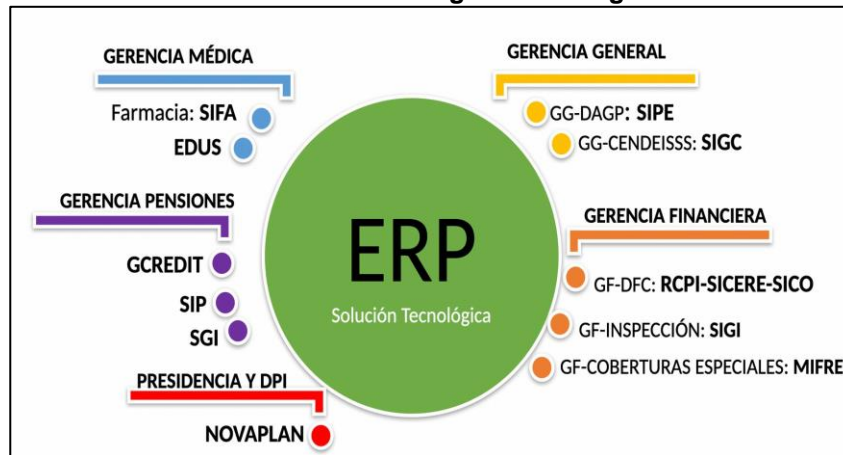 GERENCIA MÉDICA
Farmacia: SIFA
EDUS
GERENCIA PENSIONES
GCREDIT
SIP
SGI
PRESIDENCIA Y DPI
NOVAPLAN
ERP
Solución Tecnológica
GERENCIA GENERAL
GG-DAGP: SIPE
GG-CENDEISSS: SIGC
GERENCIA FINANCIERA
GF-DFC: RCPI-SICERE-SICO
GF-INSPECCIÓN: SIGI
GF-COBERTURAS ESPECIALES: MIFRE